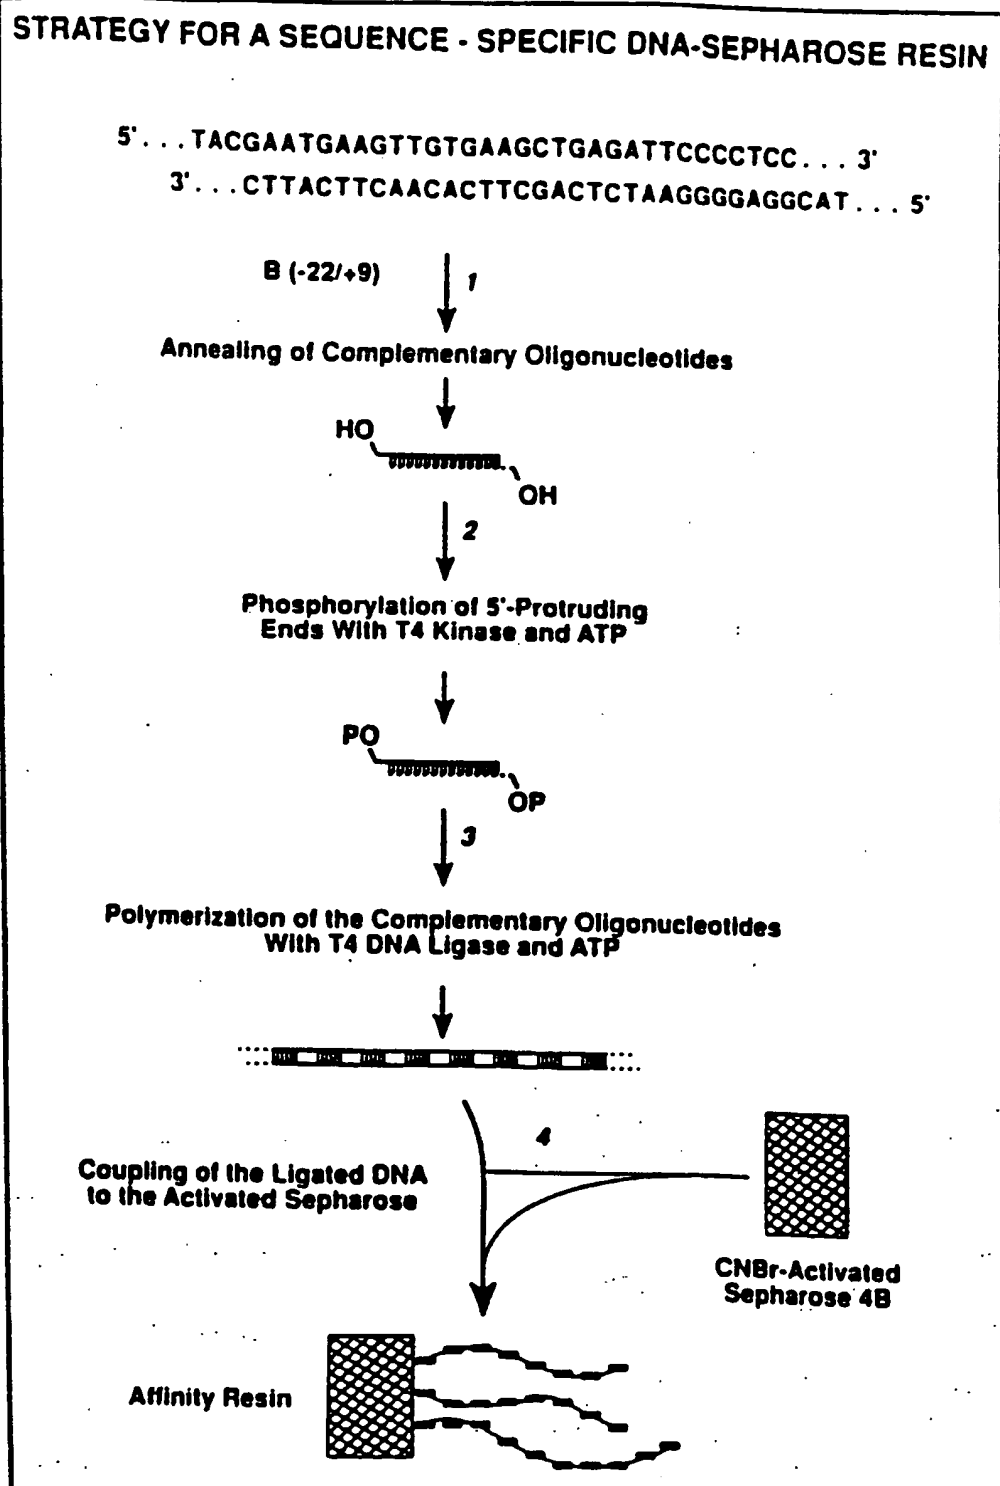 STRATEGY FOR A SEQUENCE - SPECIFIC DNA-SEPHAROSE RESIN
5'...TACGAATGAAGTTGTGAAGCTGAGATTCCCCTCC...3'
3'...CTTACTTCAACACTTCGACTCTAAGGGGAGGCAT...5'
B (-22/+9)
1
Annealing of Complementary Oligonucleotides
HO
OH
2
Phosphorylation of 5'-Protruding
Ends With T4 Kinase and ATP
PO
OP
3
Polymerization of the Complementary Oligonucleotides
With T4 DNA Ligase and ATP
4
Coupling of the Ligated DNA
to the Activated Sepharose
CNBr-Activated
Sepharose 4B
Affinity Resin